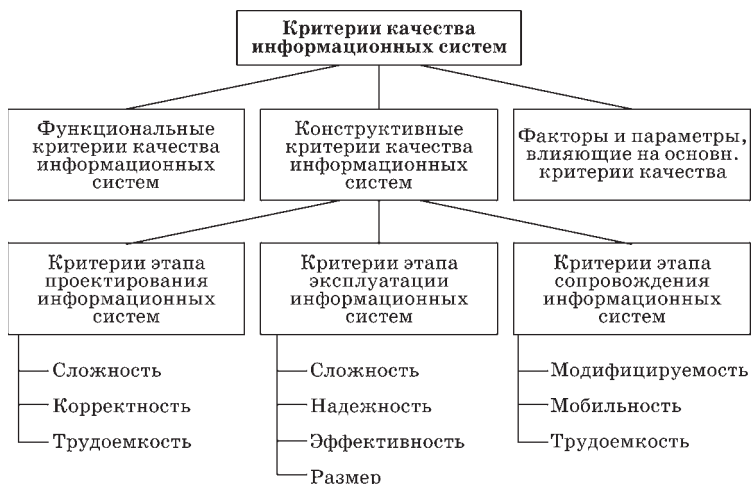 Критерии качества
информационных систем
Функциональные
критерии качества
информационных
систем
Конструктивные
критерии качества
информационных
систем
Факторы и параметры,
влияющие на основн.
критерии качества
Критерии этапа
проектирования
информационных
систем
Критерии этапа
эксплуатации
информационных
систем
Критерии этапа
сопровождения
информационных
систем
Сложность
Корректность
Трудоемкость
Сложность
Надежность
Эффективность
Размер
Модифицируемость
Мобильность
Трудоемкость